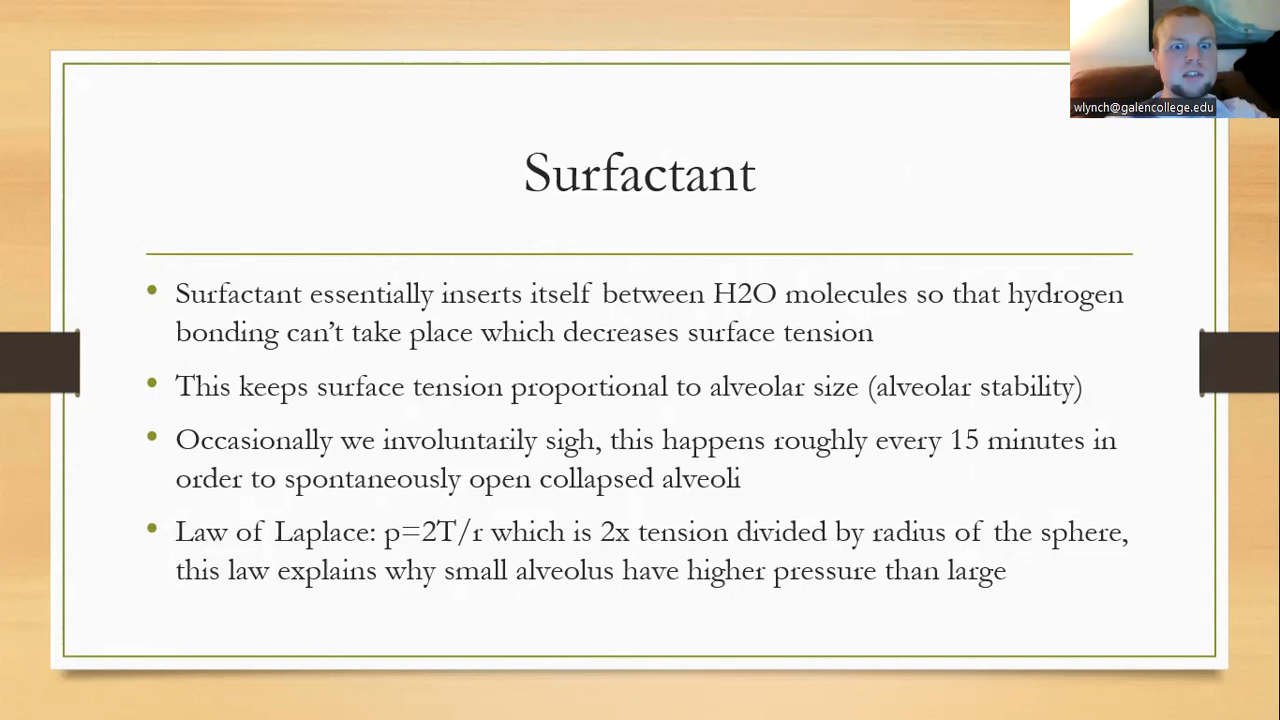 wlynch@galencollege.edu
Surfactant
• Surfactant essentially inserts itself between H2O molecules so that hydrogen
bonding can’t take place which decreases surface tension
• This keeps surface tension proportional to alveolar size (alveolar stability)
• Occasionally we involuntarily sigh, this happens roughly every 15 minutes in
order to spontaneously open collapsed alveoli
• Law of Laplace: p=2T/r which is 2x tension divided by radius of the sphere,
this law explains why small alveolus have higher pressure than large